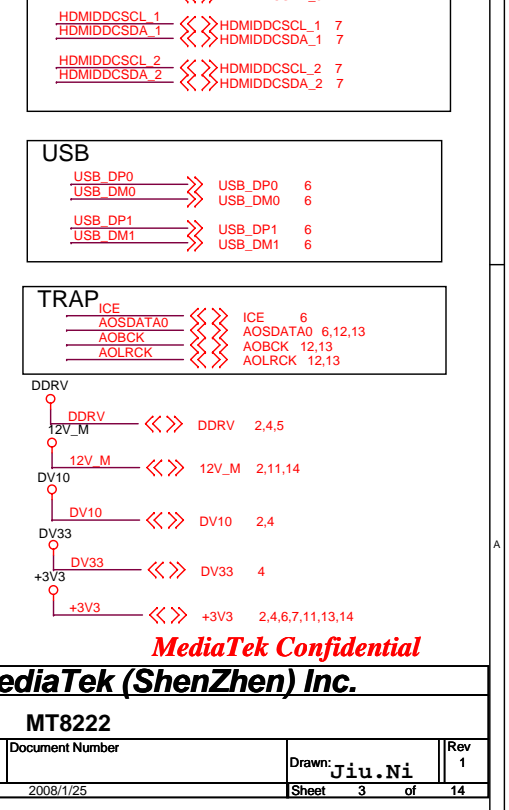 HDMIDDCSCL_1 HDMIDDCSCL_1 7
HDMIDDCSDA_1 HDMIDDCSDA_1 7
HDMIDDCSCL_2 HDMIDDCSCL_2 7
HDMIDDCSDA_2 HDMIDDCSDA_2 7
USB
USB_DP0 USB_DP0 6
USB_DM0 USB_DM0 6
USB_DP1 USB_DP1 6
USB_DM1 USB_DM1 6
TRAP
ICE ICE 6
AOSDATA0 AOSDATA0 6,12,13
AOBCK AOBCK 12,13
AOLRCK AOLRCK 12,13
DDRV
DDRV DDRV 2,4,5
12V_M
12V_M 12V_M 2,11,14
DV10
DV10 DV10 2,4
DV33
DV33 DV33 4
+3V3
+3V3 +3V3 2,4,6,7,11,13,14
A
MediaTek Confidential
ediaTek (ShenZhen) Inc.
MT8222
Document Number Drawn: Jiu.Ni Rev
1
2008/1/25 Sheet 3 of 14